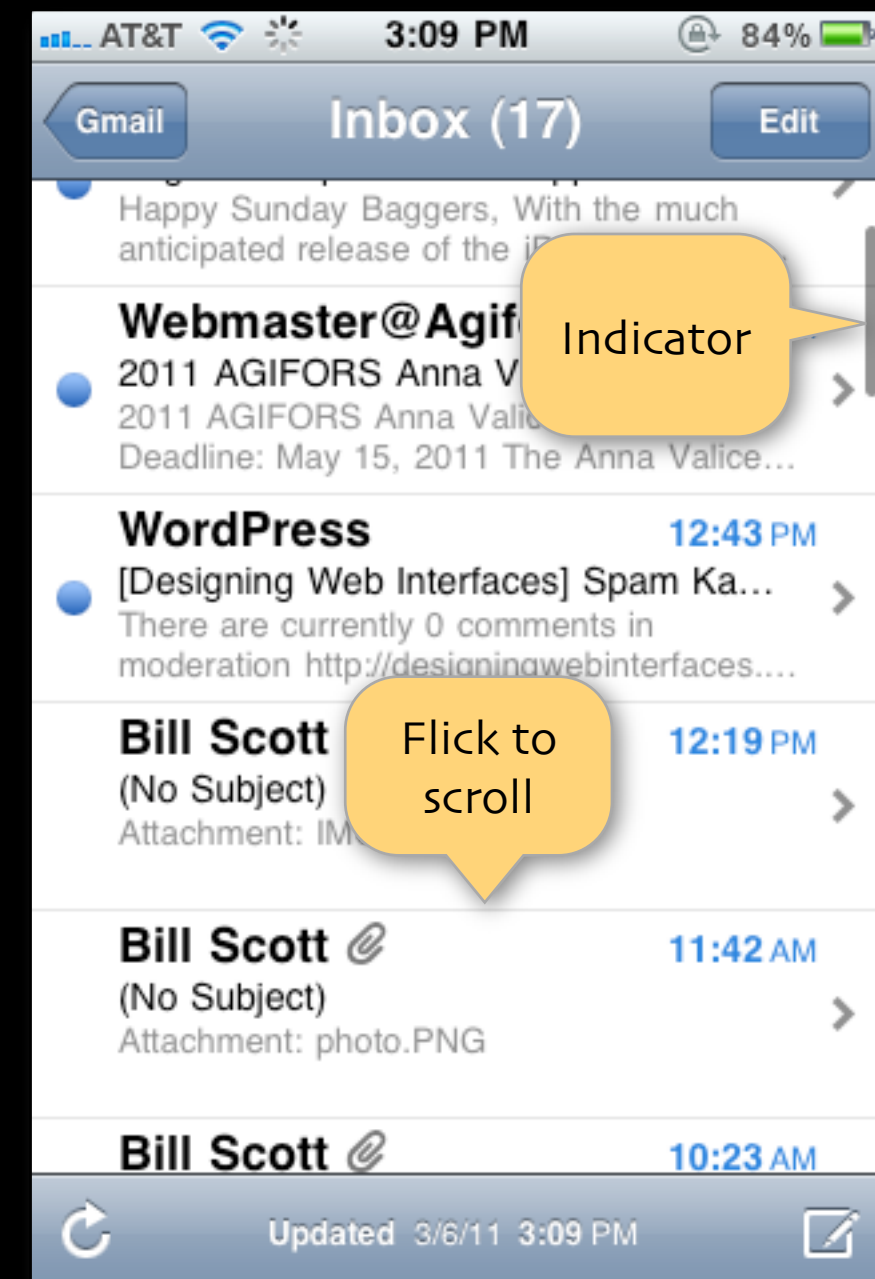 AT&T 3:09 PM 84%
Gmail Inbox (17) Edit
Happy Sunday Baggers, With the much
anticipated release of the
Indicator
Webmaster@Agif
2011 AGIFORS Anna V
2011 AGIFORS Anna Vali
Deadline: May 15, 2011 The Anna Valice...
WordPress 12:43 PM
[Designing Web Interfaces] Spam Ka...
There are currently 0 comments in
moderation http://designingwebinterfaces....
Flick to
scroll
Bill Scott 12:19 PM
(No Subject)
Attachment: IM
Bill Scott 11:42 AM
(No Subject)
Attachment: photo.PNG
Bill Scott 10:23 AM
Updated 3/6/11 3:09 PM